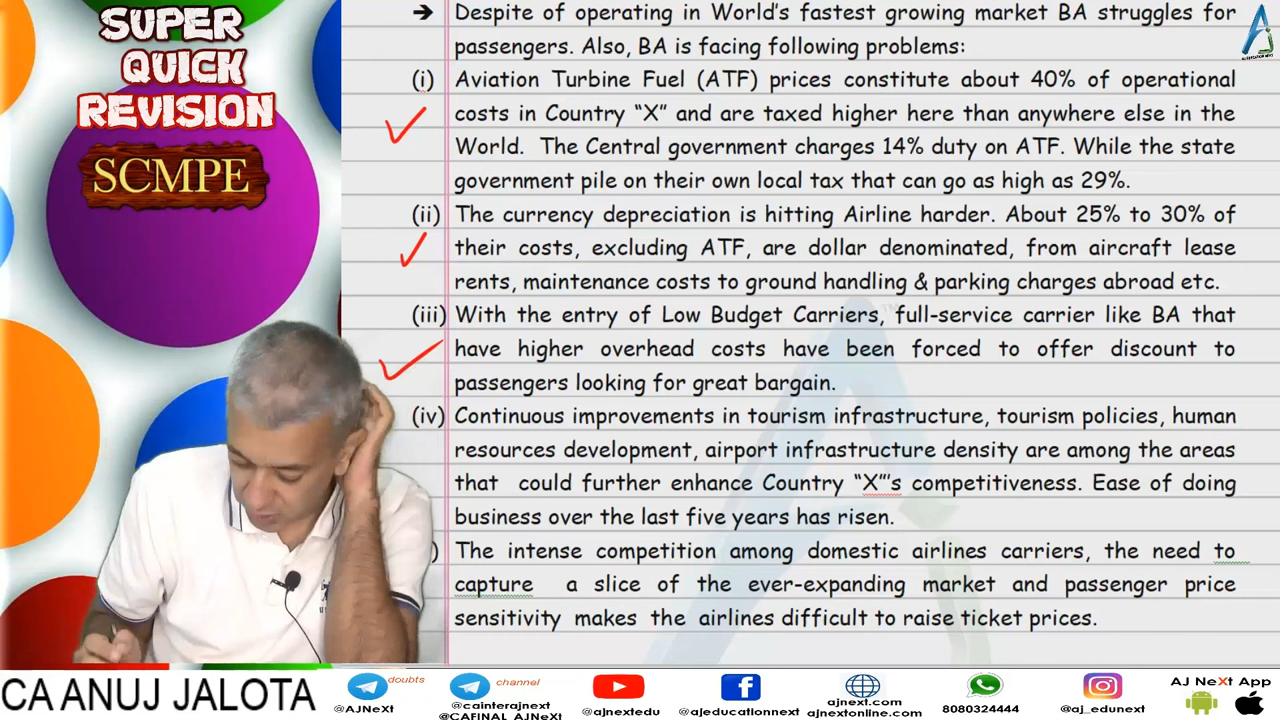 SUPER
QUICK
REVISION
SCMPE
→ Despite of operating in World's fastest growing market BA struggles for
passengers. Also, BA is facing following problems:
(i) Aviation Turbine Fuel (ATF) prices constitute about 40% of operational
costs in Country “X” and are taxed higher here than anywhere else in the
World. The Central government charges 14% duty on ATF. While the state
government pile on their own local tax that can go as high as 29%.
(ii) The currency depreciation is hitting Airline harder. About 25% to 30% of
their costs, excluding ATF, are dollar denominated, from aircraft lease
rents, maintenance costs to ground handling & parking charges abroad etc.
(iii) With the entry of Low Budget Carriers, full-service carrier like BA that
have higher overhead costs have been forced to offer discount to
passengers looking for great bargain.
(iv) Continuous improvements in tourism infrastructure, tourism policies, human
resources development, airport infrastructure density are among the areas
that could further enhance Country “X”'s competitiveness. Ease of doing
business over the last five years has risen.
) The intense competition among domestic airlines carriers, the need to
capture a slice of the ever-expanding market and passenger price
sensitivity makes the airlines difficult to raise ticket prices.
CA ANUJ JALOTA
doubts
@AJNeXt
channel
@cainterajnext
@CAFINAL_AJNeXt
@ajnextedu
@ajeducationnext
ajnext.com
ajnextonline.com
8080324444
@aj_edunext
AJ NeXt App